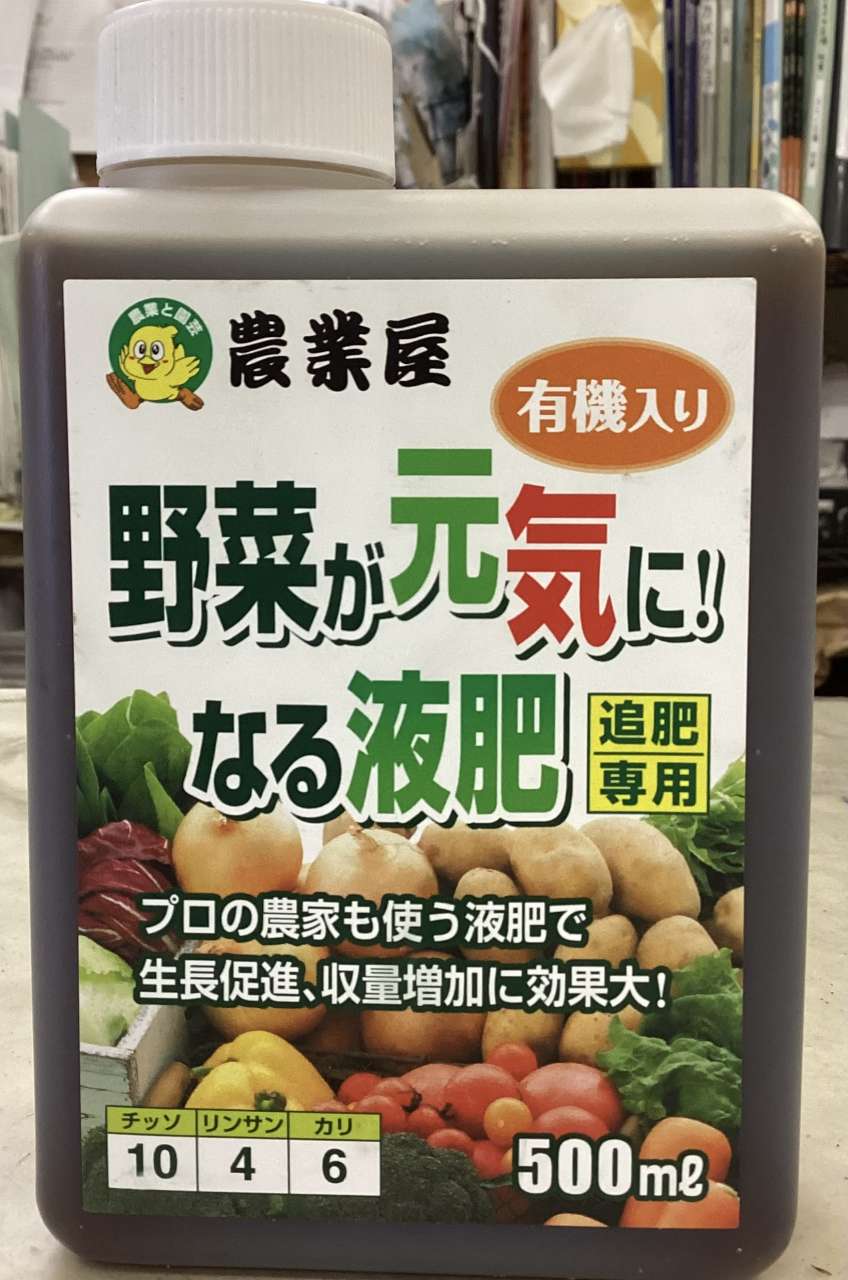 農業と園芸
農業屋
有機入り
野菜が元気に!!
なる液肥
追肥
専用
プロの農家も使う液肥で
生長促進、収量増加に効果大!
チッソ リンサン カリ
10 4 6
500mℓ